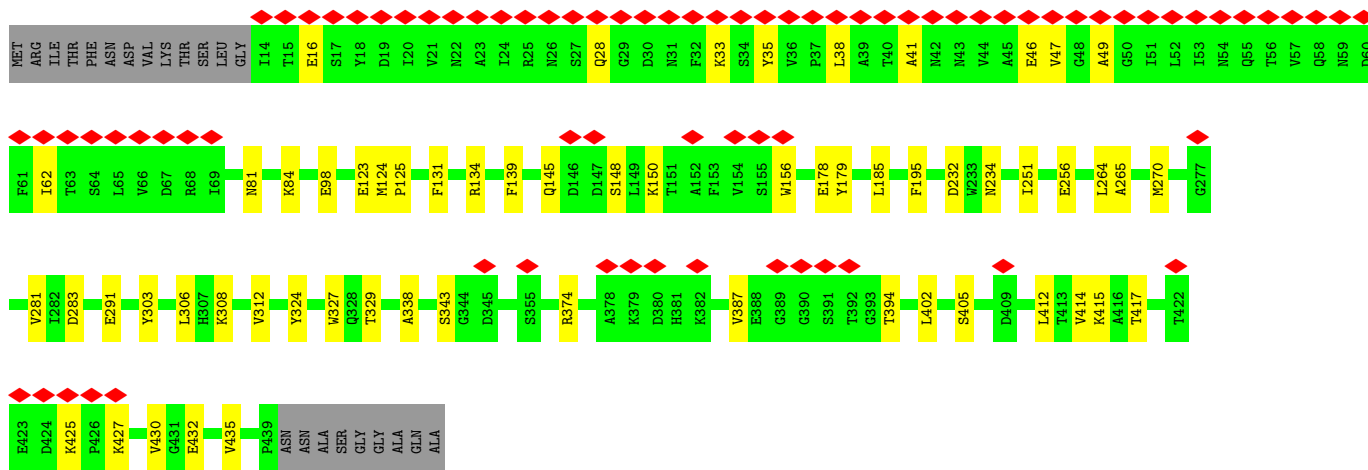 MET ARG ILE THR PHE ASN ASP VAL LYS THR SER LEU GLY I14 T15 E16 S17 Y18 D19 I20 V21 N22 A23 I24 R25 N26 S27 Q28 G29 D30 N31 F32 K33 S34 Y35 V36 P37 L38 A39 T40 A41 N42 N43 V44 A45 E46 V47 G48 A49 G50 I51 L52 I53 N54 Q55 T56 V57 Q58 N59 D60
F61 I62 T63 S64 L65 V66 D67 R68 I69 N81 K84 E98 E123 M124 P125 F131 R134 F139 Q145 D146 D147 S148 L149 K150 T151 A152 F153 V154 S155 W156 E178 Y179 L185 F195 D232 W233 N234 I251 E256 L264 A265 M270 G277
V281 I282 D283 E291 Y303 L306 H307 K308 V312 Y324 W327 Q328 T329 A338 S343 G344 D345 S355 R374 A378 K379 D380 H381 K382 V387 E388 G389 G390 S391 T392 G393 T394 L402 S405 D409 L412 T413 V414 K415 A416 T417 T422
E423 D424 K425 P426 K427 V430 G431 E432 V435 P439 ASN ASN ALA SER GLY GLY ALA GLN ALA